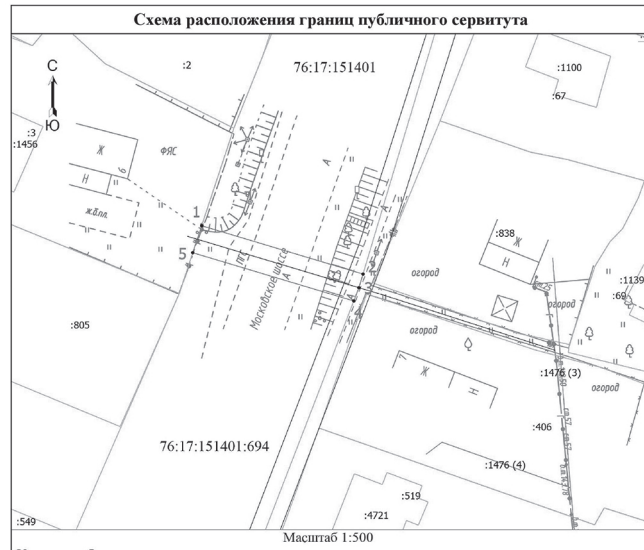 Схема расположения границ публичного сервитута
С
:2
76:17:151401
:1100
:67
Ю
:3
:1456
Ж
6
ФЯС
А
Н
ж.д.пл.
1
5
Московское шоссе
А
3
4
огород
:838
Ж
Н
:1139
:69
огород
огород
:805
7
Ж
Н
:1476 (3)
огород
:406
76:17:151401:694
:1476 (4)
:519
:4721
:549
Масштаб 1:500